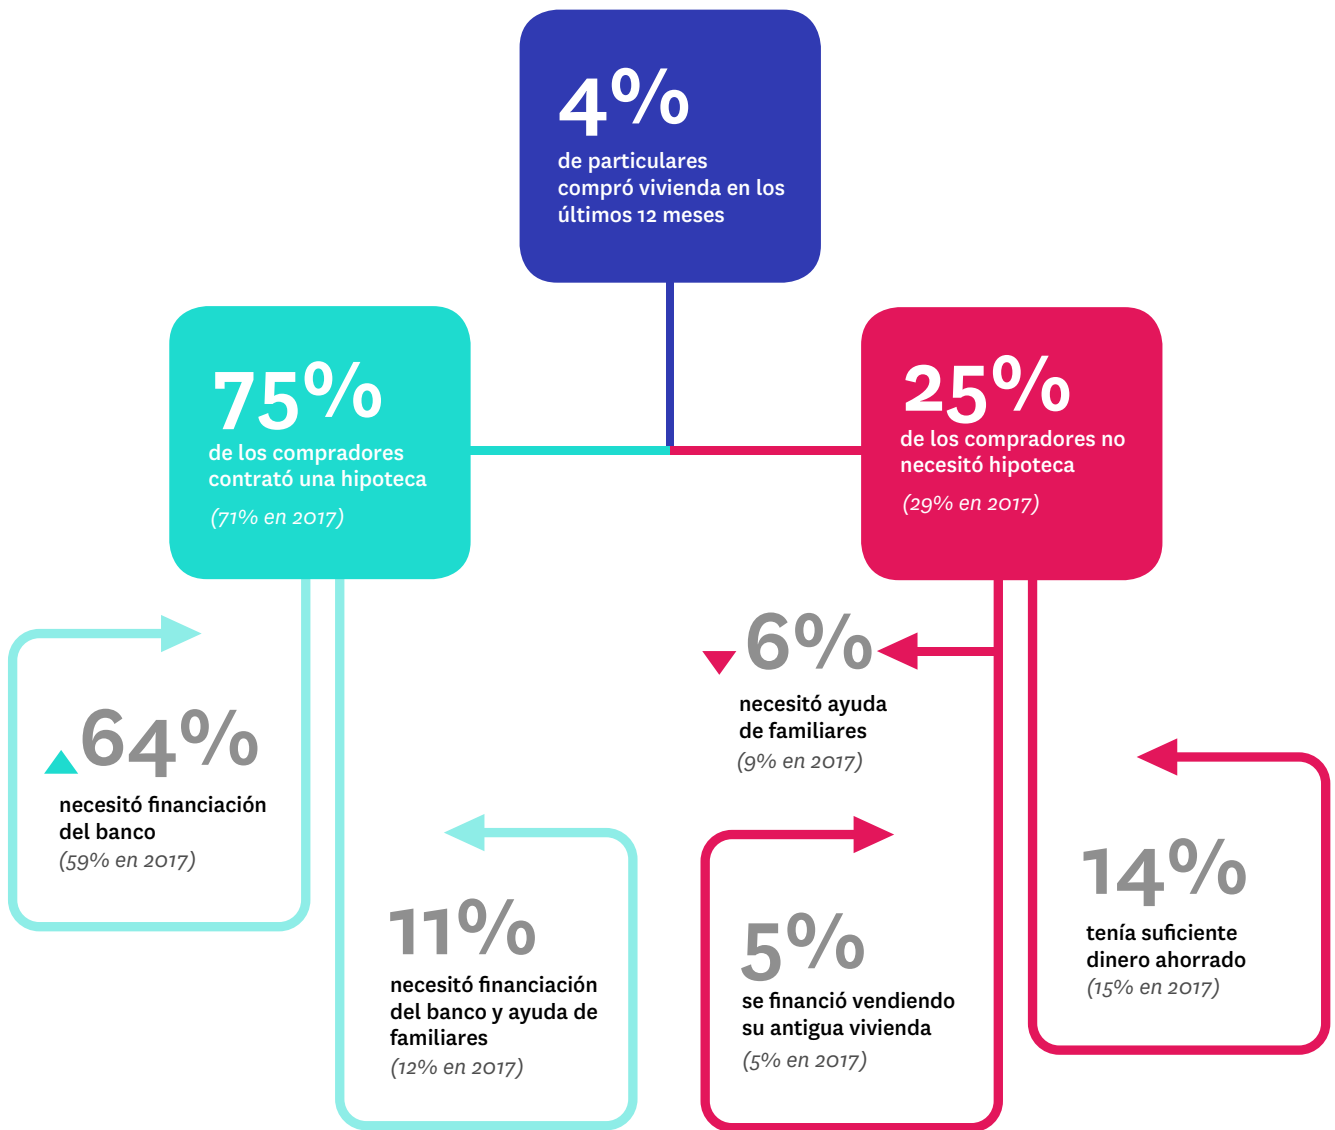 4%
de particulares
compró vivienda en los
últimos 12 meses
75%
de los compradores
contrató una hipoteca
(71% en 2017)
25%
de los compradores no
necesitó hipoteca
(29% en 2017)
64%
necesitó financiación
del banco
(59% en 2017)
11%
necesitó financiación
del banco y ayuda de
familiares
(12% en 2017)
6%
necesitó ayuda
de familiares
(9% en 2017)
5%
se financió vendiendo
su antigua vivienda
(5% en 2017)
14%
tenía suficiente
dinero ahorrado
(15% en 2017)